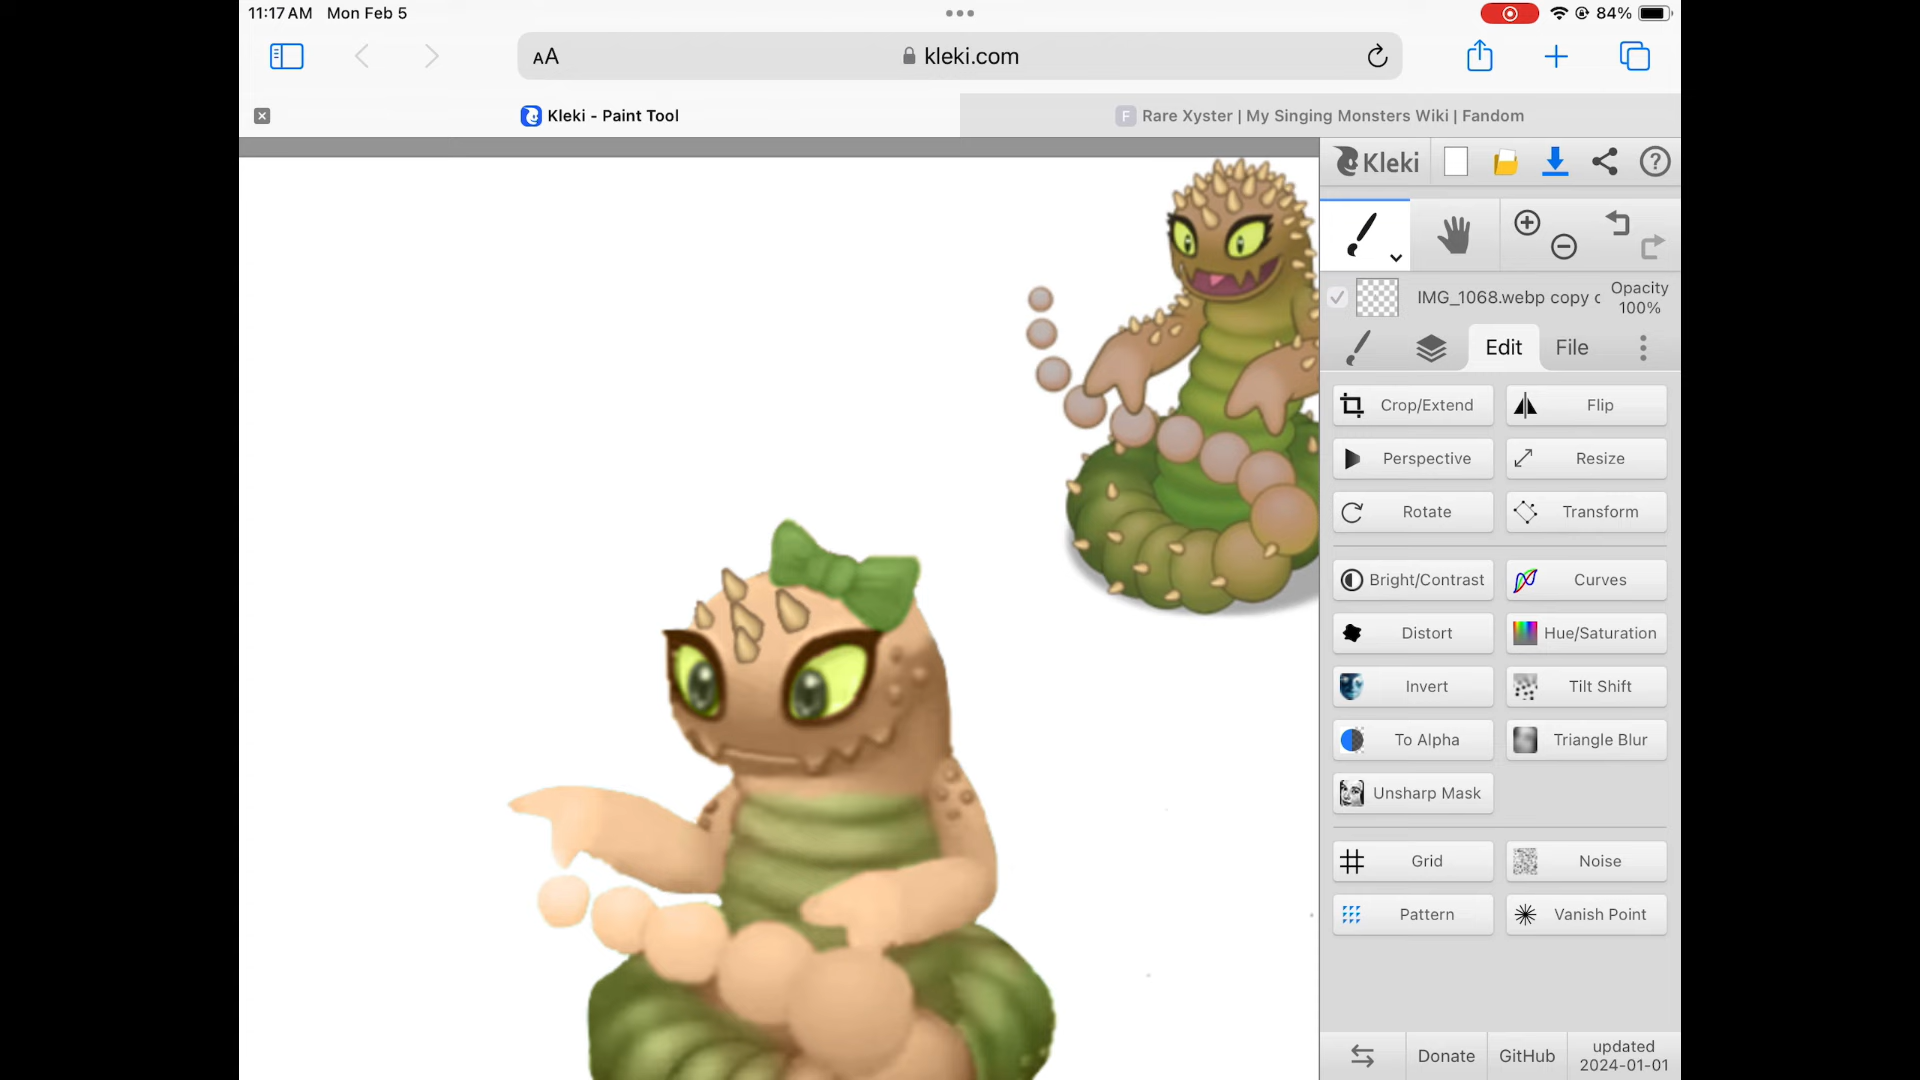 11:17 AM Mon Feb 5
84%
AA
kleki.com
Kleki - Paint Tool
F Rare Xyster | My Singing Monsters Wiki | Fandom
Kleki
?
IMG_1068.webp copy c
Opacity
100%
Edit
File
Crop/Extend
Flip
Perspective
Resize
Rotate
Transform
Bright/Contrast
Curves
Distort
Hue/Saturation
Invert
Tilt Shift
To Alpha
Triangle Blur
Unsharp Mask
Grid
Noise
Pattern
Vanish Point
Donate
GitHub
updated
2024-01-01